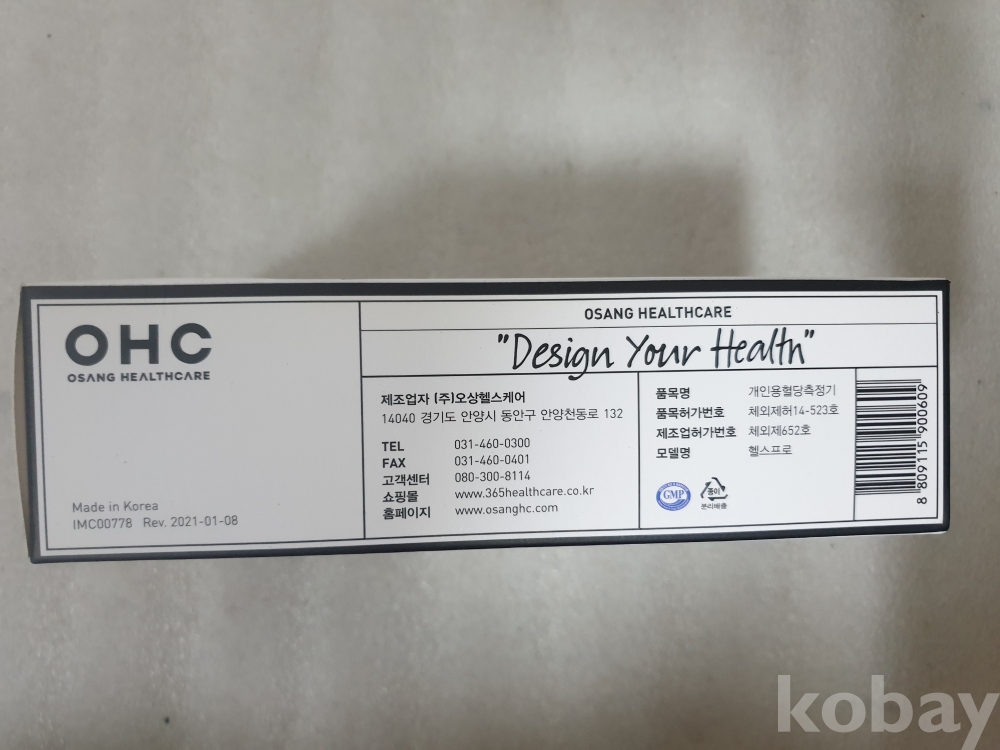 OHC
OSANG HEALTHCARE
Made in Korea
IMC00778 Rev. 2021-01-08
OSANG HEALTHCARE
"Design Your Health"
제조업자 (주)오상헬스케어
14040 경기도 안양시 동안구 안양천동로 132
TEL 031-460-0300
FAX 031-460-0401
고객센터 080-300-8114
쇼핑몰 www.365healthcare.co.kr
홈페이지 www.osanghc.com
품목명 개인용혈당측정기
품목허가번호 체외제허14-523호
제조업허가번호 체외제652호
모델명 헬스프로
GMP
종이
분리배출
8 809115 900609
kobay